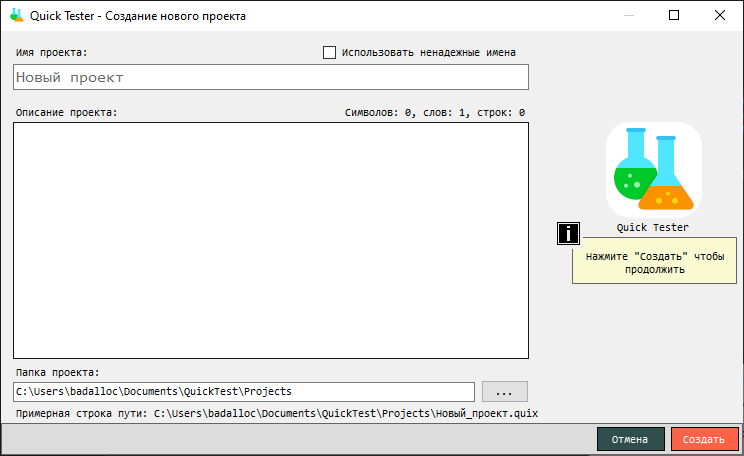 Quick Tester - Создание нового проекта
Имя проекта:
Использовать ненадежные имена
Новый проект
Описание проекта:
Символов: 0, слов: 1, строк: 0
Quick Tester
i
Нажмите "Создать" чтобы
продолжить
Папка проекта:
C:\Users\badalloc\Documents\QuickTest\Projects
...
Примерная строка пути: C:\Users\badalloc\Documents\QuickTest\Projects\Новый_проект.quix
Отмена
Создать